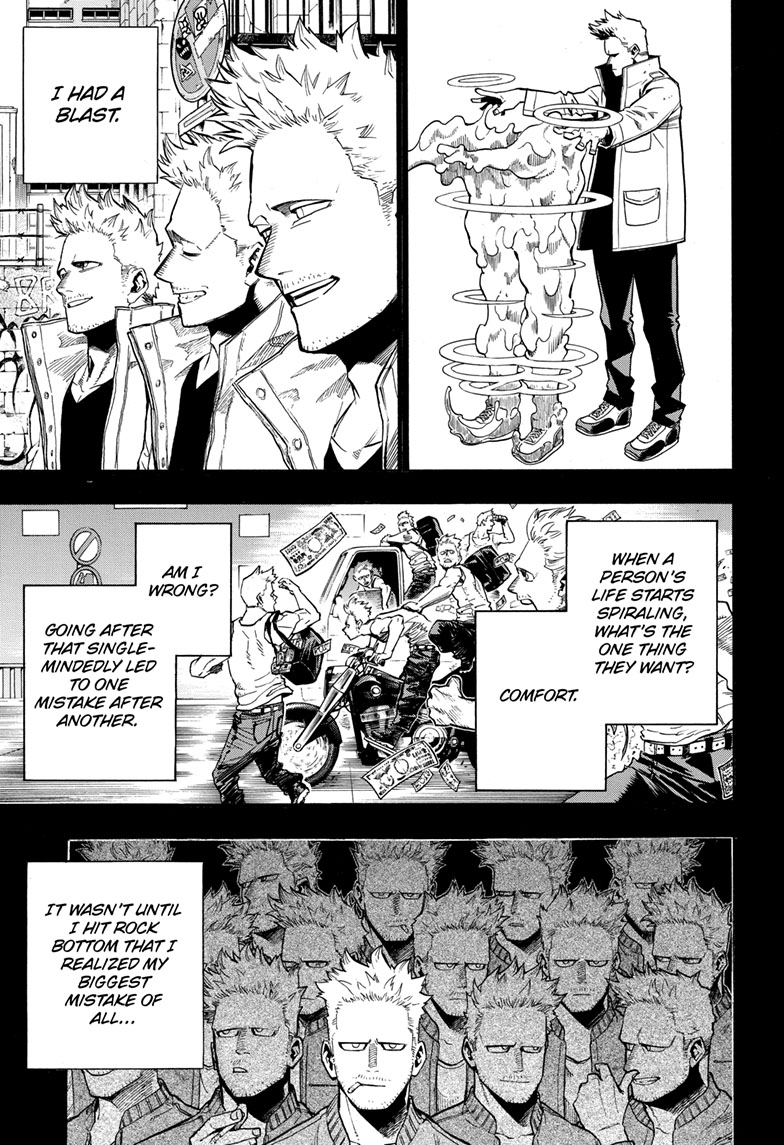 I HAD A
BLAST.
WHEN A
PERSON'S
LIFE STARTS
SPIRALING,
WHAT'S THE
ONE THING
THEY WANT?
COMFORT.
AM I
WRONG?
GOING AFTER
THAT SINGLE-
MINDEDLY LED
TO ONE
MISTAKE AFTER
ANOTHER.
IT WASN'T UNTIL
I HIT ROCK
BOTTOM THAT I
REALIZED MY
BIGGEST
MISTAKE OF
ALL...